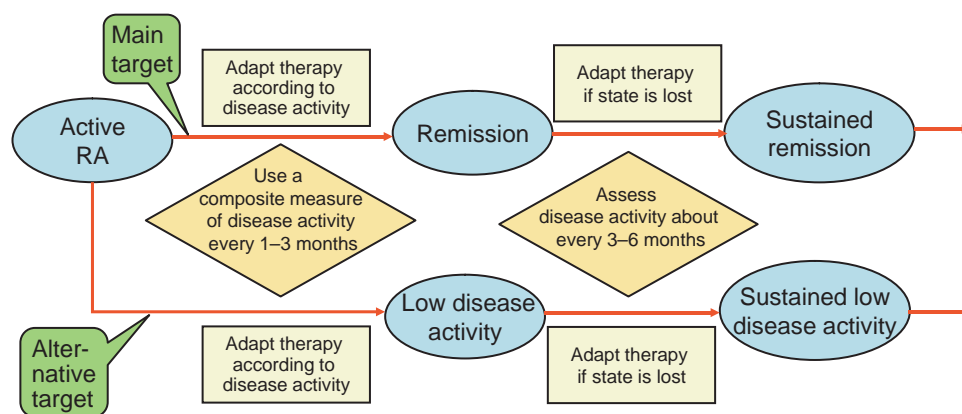 Main
target
Adapt therapy
according to
disease activity
Adapt therapy
if state is lost
Active
RA
Remission
Sustained
remission
Use a
composite measure
of disease activity
every 1–3 months
Assess
disease activity about
every 3–6 months
Low disease
activity
Sustained low
disease activity
Alter-
native
target
Adapt therapy
according to
disease activity
Adapt therapy
if state is lost